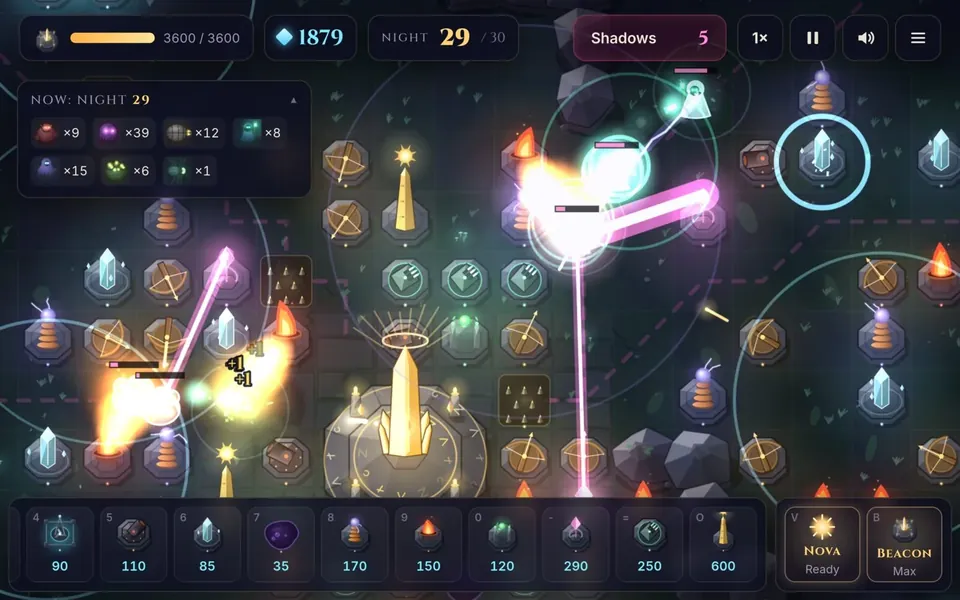 3600 / 3600
1879
NIGHT 29 / 30
Shadows 5
1×
NOW: NIGHT 29
×9
×39
×12
×8
×15
×6
×1
+1
+1
+1
4
90
5
110
6
85
7
35
8
170
9
150
0
120
-
290
=
250
O
600
V
NOVA
Ready
B
BEACON
Max